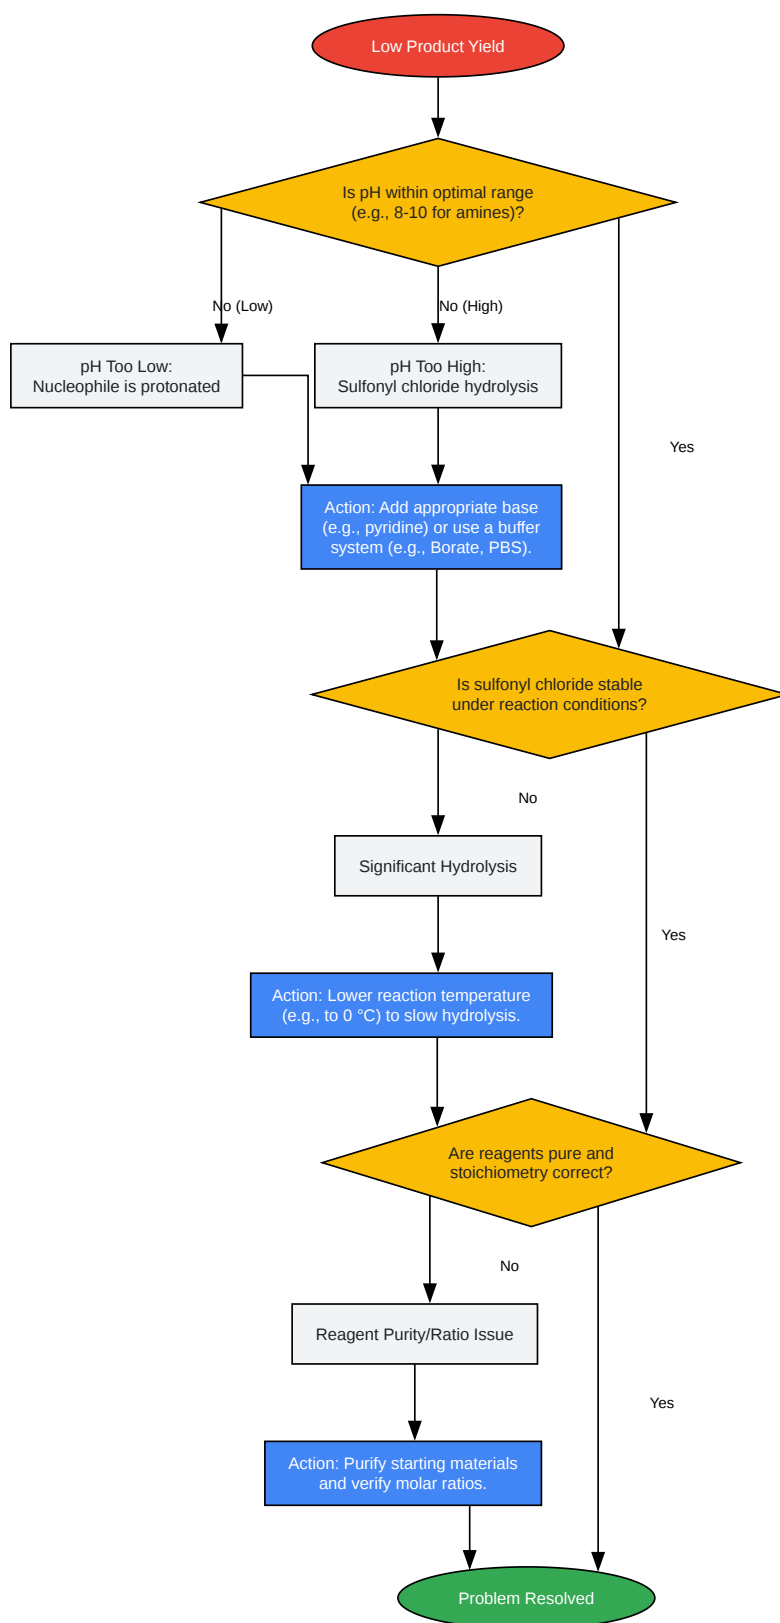 Low Product Yield
Is pH within optimal range
(e.g., 8-10 for amines)?
No (Low)
No (High)
pH Too Low:
Nucleophile is protonated
pH Too High:
Sulfonyl chloride hydrolysis
Yes
Action: Add appropriate base
(e.g., pyridine) or use a buffer
system (e.g., Borate, PBS).
Is sulfonyl chloride stable
under reaction conditions?
No
Significant Hydrolysis
Yes
Action: Lower reaction temperature
(e.g., to 0 °C) to slow hydrolysis.
Are reagents pure and
stoichiometry correct?
No
Reagent Purity/Ratio Issue
Yes
Action: Purify starting materials
and verify molar ratios.
Problem Resolved